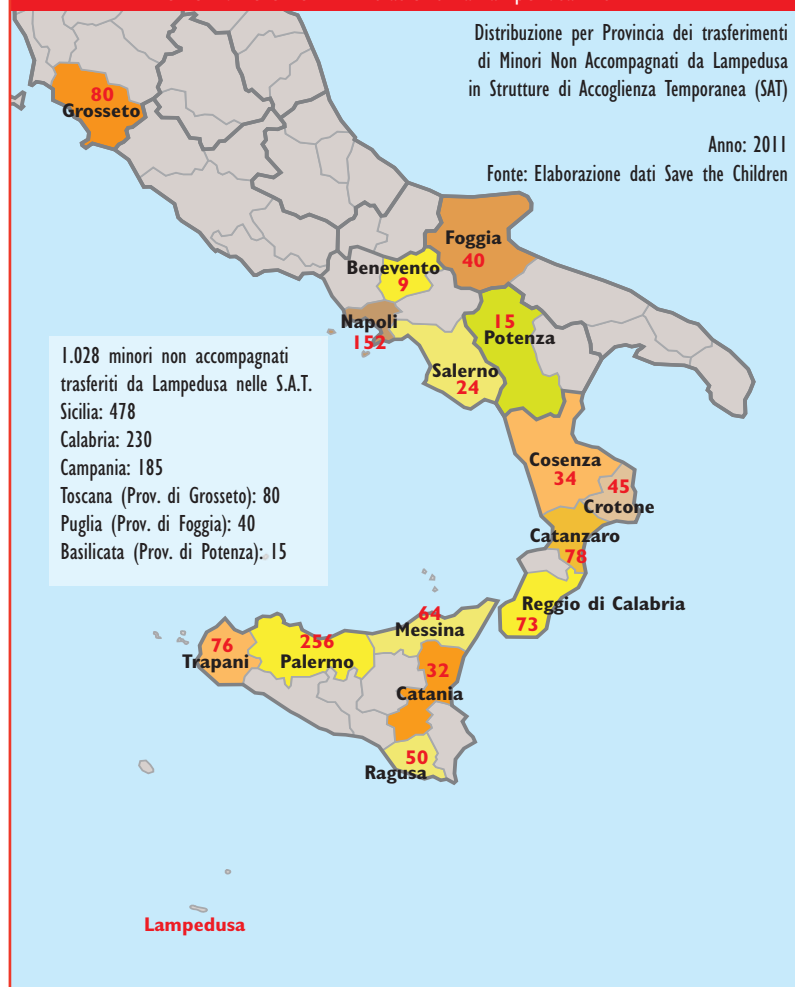 Distribuzione per Provincia dei trasferimenti
di Minori Non Accompagnati da Lampedusa
in Strutture di Accoglienza Temporanea (SAT)
Anno: 2011
Fonte: Elaborazione dati Save the Children
80
Grosseto
Foggia
40
Benevento
9
Napoli
152
15
Potenza
Salerno
24
1.028 minori non accompagnati
trasferiti da Lampedusa nelle S.A.T.
Sicilia: 478
Calabria: 230
Campania: 185
Toscana (Prov. di Grosseto): 80
Puglia (Prov. di Foggia): 40
Basilicata (Prov. di Potenza): 15
Cosenza
34
45
Crotone
Catanzaro
78
Reggio di Calabria
73
64
Messina
76
Trapani
256
Palermo
32
Catania
50
Ragusa
Lampedusa